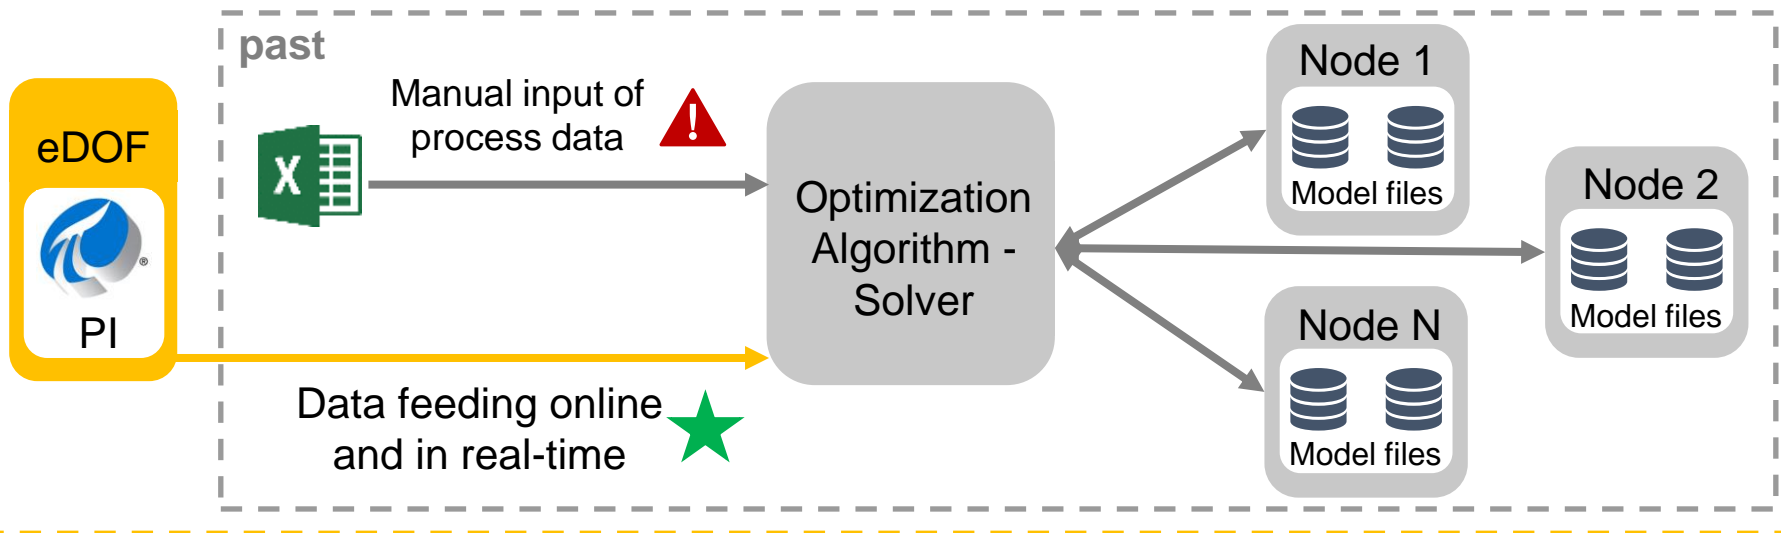 past
eDOF
PI
®
Manual input of
process data
!
X
Data feeding online
and in real-time
Optimization
Algorithm -
Solver
Node 1
Model files
Node 2
Model files
Node N
Model files